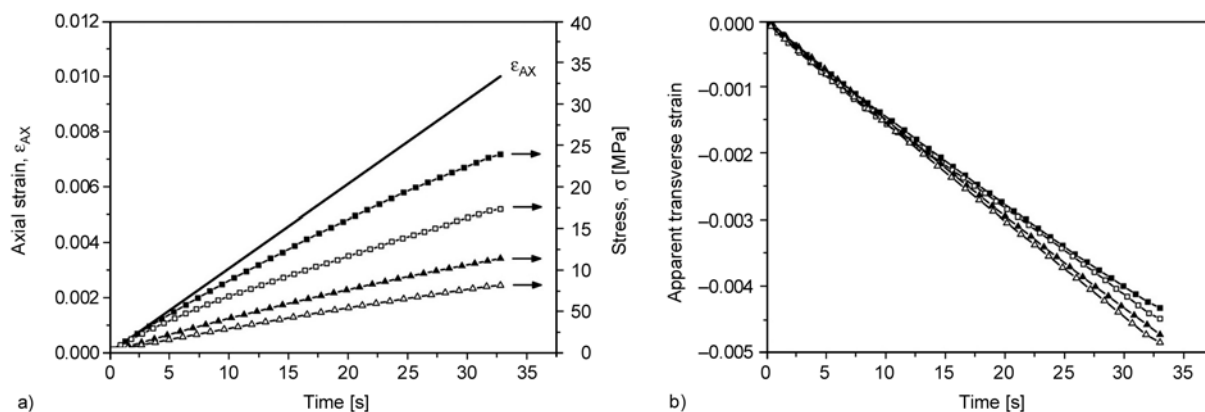 0.012
0.010
0.008
0.006
0.004
0.002
0.000
Axial strain, εAX
εAX
40
35
30
25
20
15
10
50
0
Stress, σ [MPa]
0 5 10 15 20 25 30 35
Time [s]
a)
0.000
–0.001
–0.002
–0.003
–0.004
–0.005
Apparent transverse strain
0 5 10 15 20 25 30 35
Time [s]
b)